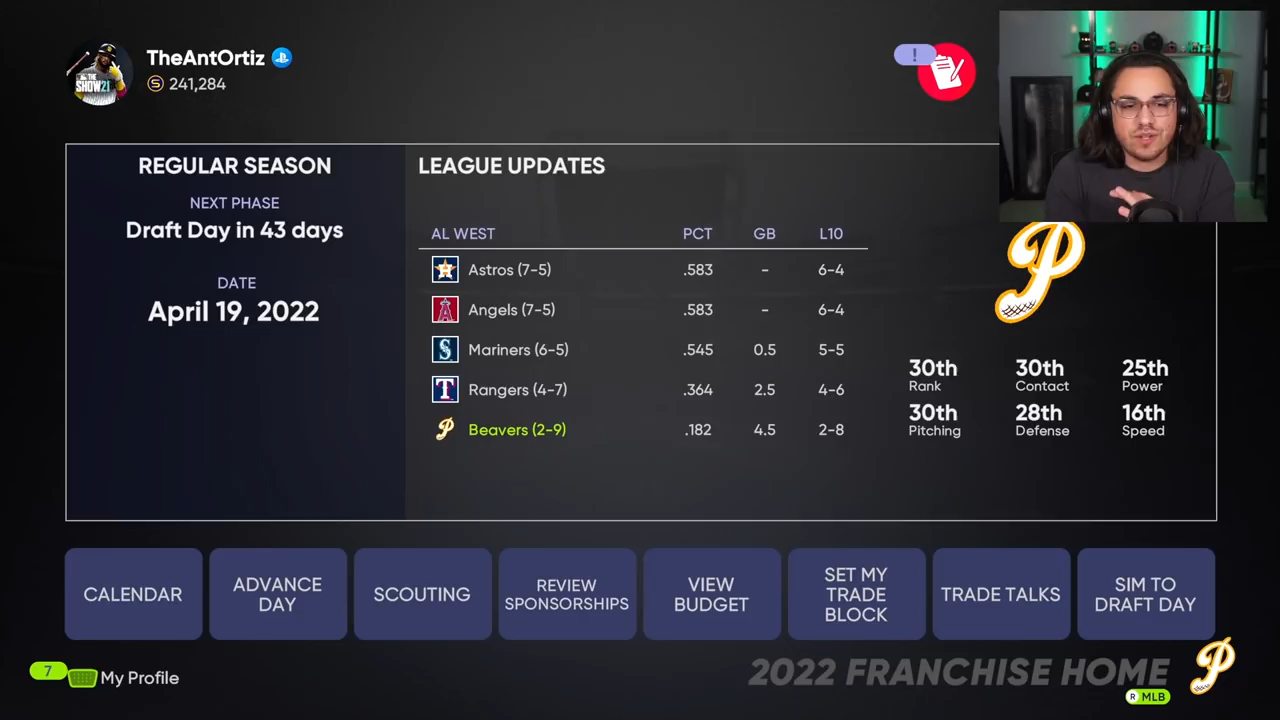 TheAntOrtiz
THE SHOW21
241,284
!
REGULAR SEASON
NEXT PHASE
Draft Day in 43 days
DATE
April 19, 2022
LEAGUE UPDATES
AL WEST PCT GB L10
Astros (7-5) .583 - 6-4
Angels (7-5) .583 - 6-4
Mariners (6-5) .545 0.5 5-5
Rangers (4-7) .364 2.5 4-6
Beavers (2-9) .182 4.5 2-8
P
30th 30th 25th
Rank Contact Power
30th 28th 16th
Pitching Defense Speed
CALENDAR
ADVANCE
DAY
SCOUTING
REVIEW
SPONSORSHIPS
VIEW
BUDGET
SET MY
TRADE
BLOCK
TRADE TALKS
SIM TO
DRAFT DAY
7 My Profile
2022 FRANCHISE HOME P
R MLB